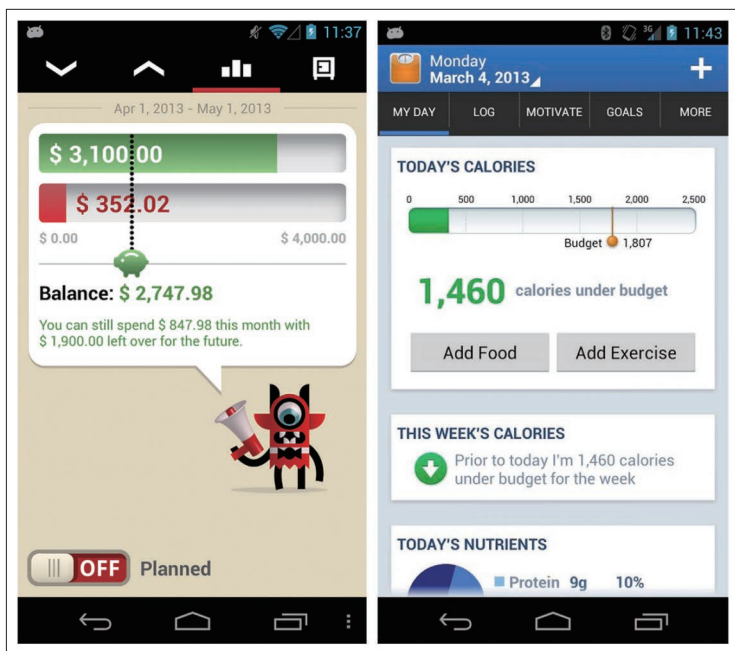 11:37
Apr 1, 2013 - May 1, 2013
$ 3,100.00
$ 352.02
$ 0.00 $ 4,000.00
Balance: $ 2,747.98
You can still spend $ 847.98 this month with
$ 1,900.00 left over for the future.
OFF Planned
3G 11:43
Monday
March 4, 2013
MY DAY LOG MOTIVATE GOALS MORE
TODAY'S CALORIES
0 500 1,000 1,500 2,000 2,500
Budget 1,807
1,460 calories under budget
Add Food Add Exercise
THIS WEEK'S CALORIES
Prior to today I'm 1,460 calories
under budget for the week
TODAY'S NUTRIENTS
Protein 9g 10%